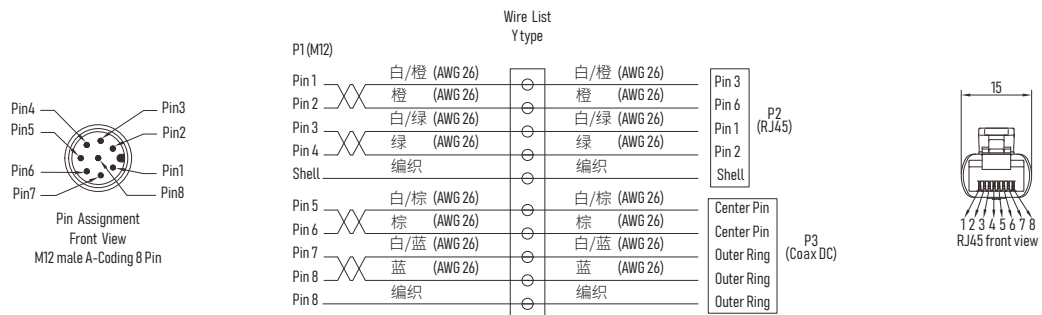 Wire List
Y type
P1 (M12)
Pin 1 白/橙 (AWG 26) 白/橙 (AWG 26) Pin 3
Pin 2 橙 (AWG 26) 橙 (AWG 26) Pin 6
Pin 3 白/绿 (AWG 26) 白/绿 (AWG 26) Pin 1
Pin 4 绿 (AWG 26) 绿 (AWG 26) Pin 2
Shell 编织 编织 Shell
P2
(RJ45)
Pin 5 白/棕 (AWG 26) 白/棕 (AWG 26) Center Pin
Pin 6 棕 (AWG 26) 棕 (AWG 26) Center Pin
Pin 7 白/蓝 (AWG 26) 白/蓝 (AWG 26) Outer Ring
Pin 8 蓝 (AWG 26) 蓝 (AWG 26) Outer Ring
Pin 8 编织 编织 Outer Ring
P3
(Coax DC)
Pin4
Pin5
Pin6
Pin7
Pin3
Pin2
Pin1
Pin8
Pin Assignment
Front View
M12 male A-Coding 8 Pin
15
1 2 3 4 5 6 7 8
RJ45 front view